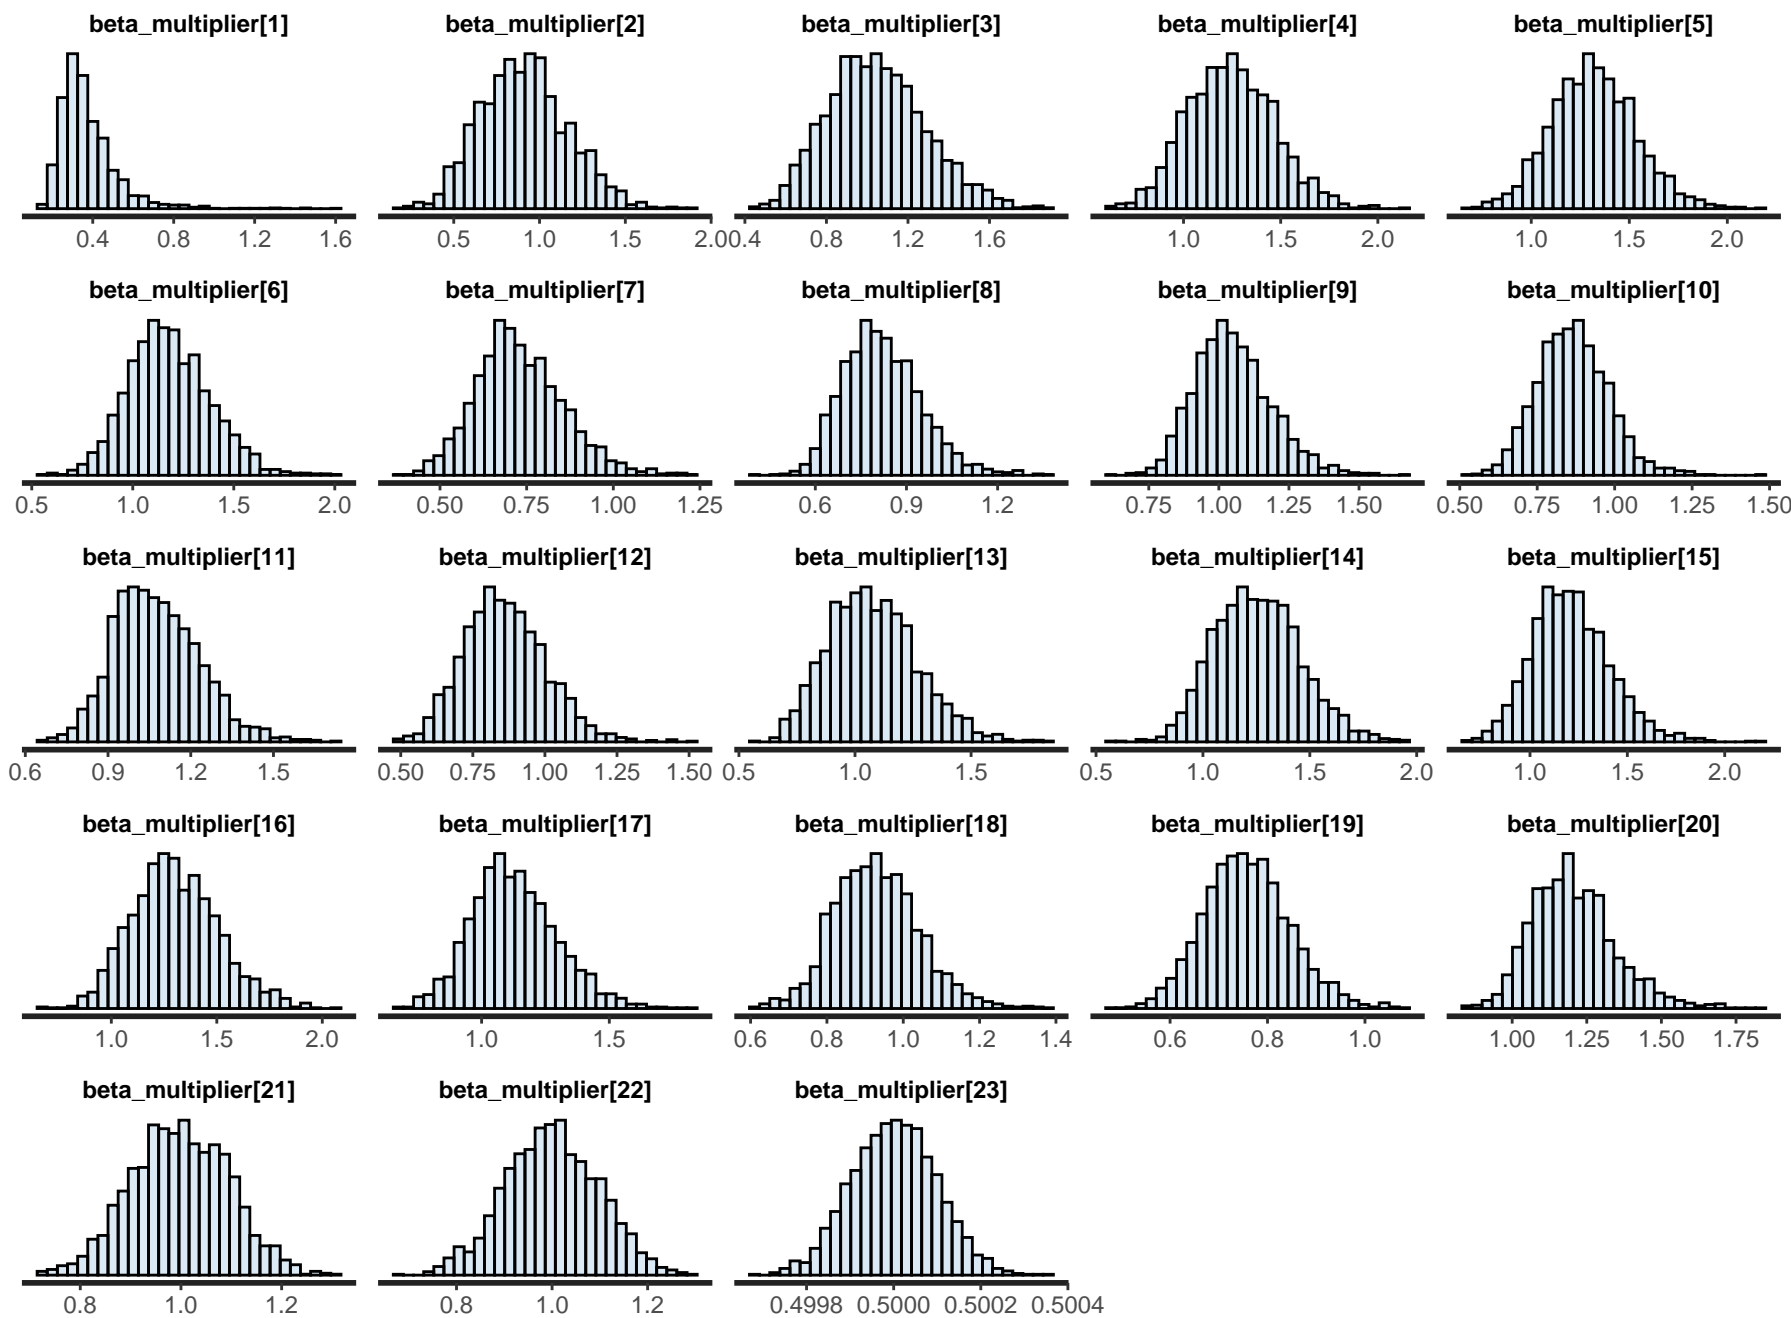 beta_multiplier[1] beta_multiplier[2] beta_multiplier[3] beta_multiplier[4] beta_multiplier[5]
0.4 0.8 1.2 1.6 0.5 1.0 1.5 2.0 0.4 0.8 1.2 1.6 1.0 1.5 2.0 1.0 1.5 2.0
beta_multiplier[6] beta_multiplier[7] beta_multiplier[8] beta_multiplier[9] beta_multiplier[10]
0.5 1.0 1.5 2.0 0.50 0.75 1.00 1.25 0.6 0.9 1.2 0.75 1.00 1.25 1.50 0.50 0.75 1.00 1.25 1.50
beta_multiplier[11] beta_multiplier[12] beta_multiplier[13] beta_multiplier[14] beta_multiplier[15]
0.6 0.9 1.2 1.5 0.50 0.75 1.00 1.25 1.50 0.5 1.0 1.5 0.5 1.0 1.5 2.0 1.0 1.5 2.0
beta_multiplier[16] beta_multiplier[17] beta_multiplier[18] beta_multiplier[19] beta_multiplier[20]
1.0 1.5 2.0 1.0 1.5 0.6 0.8 1.0 1.2 1.4 0.6 0.8 1.0 1.00 1.25 1.50 1.75
beta_multiplier[21] beta_multiplier[22] beta_multiplier[23]
0.8 1.0 1.2 0.8 1.0 1.2 0.4998 0.5000 0.5002 0.5004